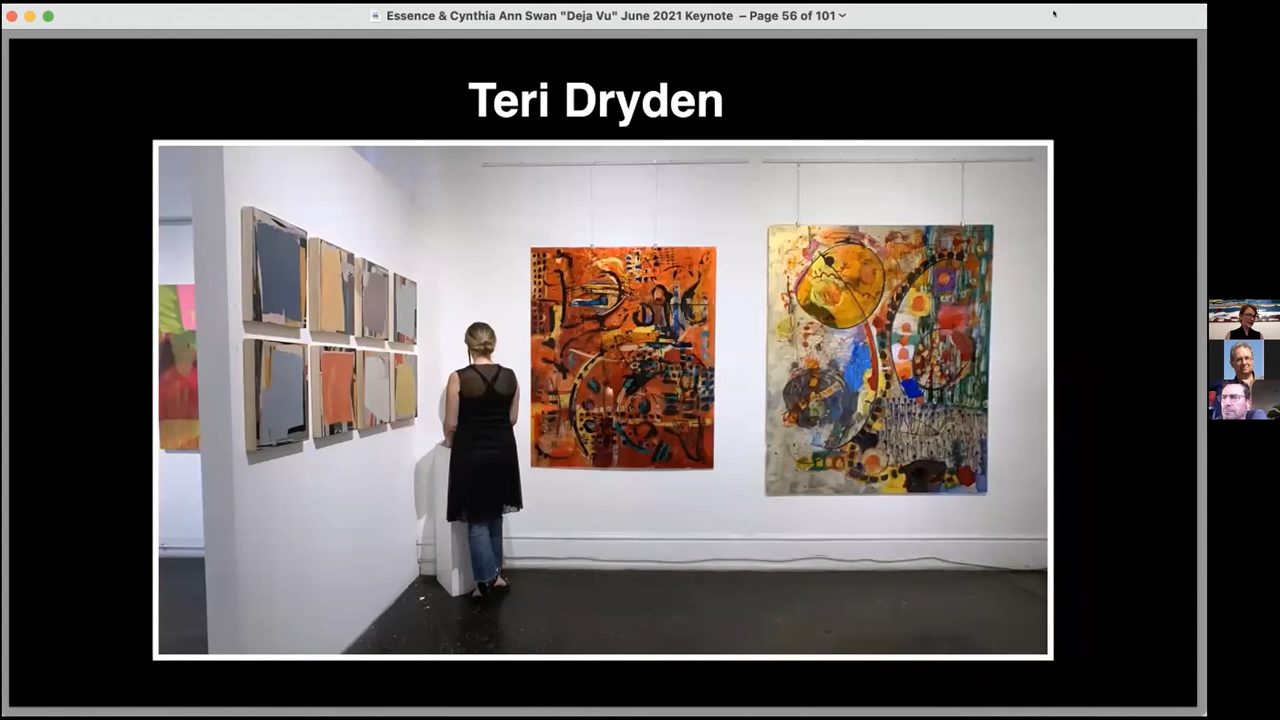 Essence & Cynthia Ann Swan "Deja Vu" June 2021 Keynote – Page 56 of 101
Teri Dryden